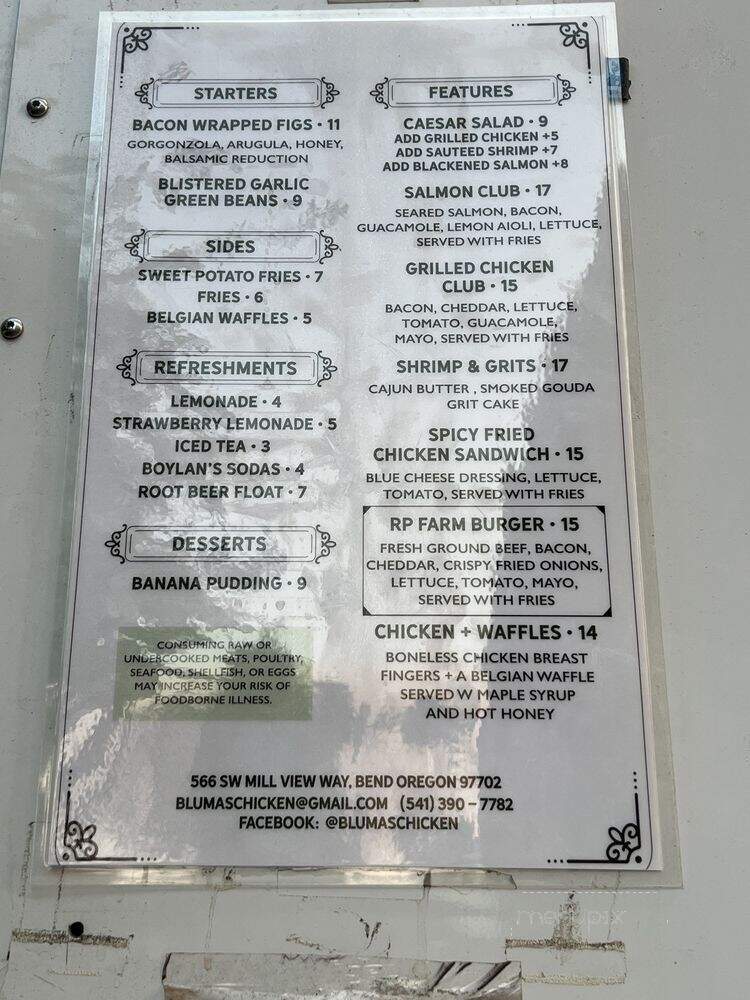 STARTERS
BACON WRAPPED FIGS • 11
GORGONZOLA, ARUGULA, HONEY,
BALSAMIC REDUCTION
BLISTERED GARLIC
GREEN BEANS • 9
SIDES
SWEET POTATO FRIES • 7
FRIES • 6
BELGIAN WAFFLES • 5
REFRESHMENTS
LEMONADE • 4
STRAWBERRY LEMONADE • 5
ICED TEA • 3
BOYLAN'S SODAS • 4
ROOT BEER FLOAT • 7
DESSERTS
BANANA PUDDING • 9
CONSUMING RAW OR
UNDERCOOKED MEATS, POULTRY,
SEAFOOD, SHELLFISH, OR EGGS
MAY INCREASE YOUR RISK OF
FOODBORNE ILLNESS.
FEATURES
CAESAR SALAD • 9
ADD GRILLED CHICKEN +5
ADD SAUTEED SHRIMP +7
ADD BLACKENED SALMON +8
SALMON CLUB • 17
SEARED SALMON, BACON,
GUACAMOLE, LEMON AIOLI, LETTUCE,
SERVED WITH FRIES
GRILLED CHICKEN
CLUB • 15
BACON, CHEDDAR, LETTUCE,
TOMATO, GUACAMOLE,
MAYO, SERVED WITH FRIES
SHRIMP & GRITS • 17
CAJUN BUTTER , SMOKED GOUDA
GRIT CAKE
SPICY FRIED
CHICKEN SANDWICH • 15
BLUE CHEESE DRESSING, LETTUCE,
TOMATO, SERVED WITH FRIES
RP FARM BURGER • 15
FRESH GROUND BEEF, BACON,
CHEDDAR, CRISPY FRIED ONIONS,
LETTUCE, TOMATO, MAYO,
SERVED WITH FRIES
CHICKEN + WAFFLES • 14
BONELESS CHICKEN BREAST
FINGERS + A BELGIAN WAFFLE
SERVED W MAPLE SYRUP
AND HOT HONEY
566 SW MILL VIEW WAY, BEND OREGON 97702
BLUMASCHICKEN@GMAIL.COM (541) 390 – 7782
FACEBOOK: @BLUMASCHICKEN
menupix